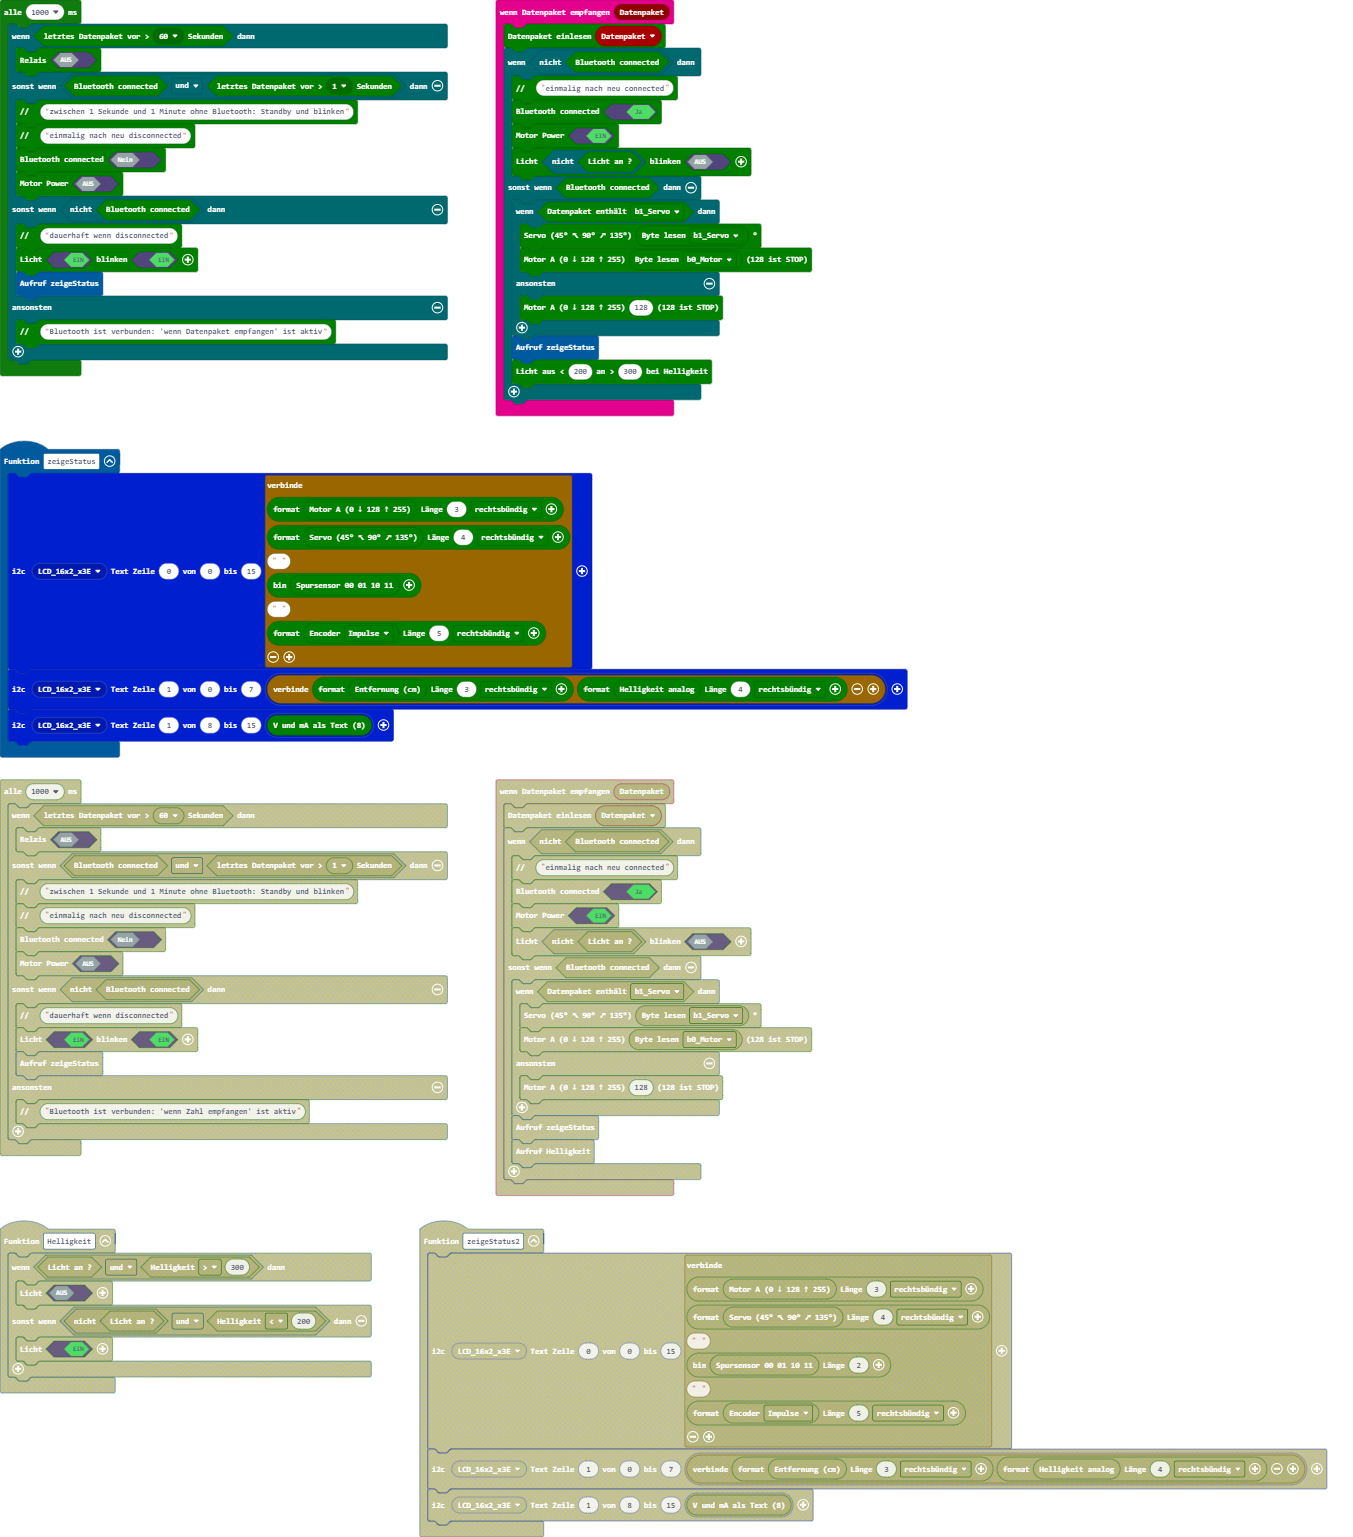 alle 1000 ms
wenn letztes Datenpaket vor > 60 Sekunden dann
Relais AUS
sonst wenn Bluetooth connected und letztes Datenpaket vor > 1 Sekunden dann
// "zwischen 1 Sekunde und 1 Minute ohne Bluetooth: Standby und blinken"
// "einmalig nach neu disconnected"
Bluetooth connected Nein
Motor Power AUS
sonst wenn nicht Bluetooth connected dann
// "dauerhaft wenn disconnected"
Licht EIN blinken EIN
Aufruf zeigeStatus
ansonsten
// "Bluetooth ist verbunden: 'wenn Datenpaket empfangen' ist aktiv"
wenn Datenpaket empfangen Datenpaket
Datenpaket einlesen Datenpaket
wenn nicht Bluetooth connected dann
// "einmalig nach neu connected"
Bluetooth connected Ja
Motor Power EIN
Licht nicht Licht an ? blinken AUS
sonst wenn Bluetooth connected dann
wenn Datenpaket enthält b1_Servo dann
Servo (45° ↖ 90° ↗ 135°) Byte lesen b1_Servo °
Motor A (0 ↓ 128 ↑ 255) Byte lesen b0_Motor (128 ist STOP)
ansonsten
Motor A (0 ↓ 128 ↑ 255) 128 (128 ist STOP)
Aufruf zeigeStatus
Licht aus < 200 an > 300 bei Helligkeit
Funktion zeigeStatus
verbinde
format Motor A (0 ↓ 128 ↑ 255) Länge 3 rechtsbündig
format Servo (45° ↖ 90° ↗ 135°) Länge 4 rechtsbündig
" "
i2c LCD_16x2_x3E Text Zeile 0 von 0 bis 15
bin Spursensor 00 01 10 11
" "
format Encoder Impulse Länge 5 rechtsbündig
i2c LCD_16x2_x3E Text Zeile 1 von 0 bis 7 verbinde format Entfernung (cm) Länge 3 rechtsbündig format Helligkeit analog Länge 4 rechtsbündig
i2c LCD_16x2_x3E Text Zeile 1 von 8 bis 15 V und mA als Text (8)
alle 1000 ms
wenn letztes Datenpaket vor > 60 Sekunden dann
Relais AUS
sonst wenn Bluetooth connected und letztes Datenpaket vor > 1 Sekunden dann
// "zwischen 1 Sekunde und 1 Minute ohne Bluetooth: Standby und blinken"
// "einmalig nach neu disconnected"
Bluetooth connected Nein
Motor Power AUS
sonst wenn nicht Bluetooth connected dann
// "dauerhaft wenn disconnected"
Licht EIN blinken EIN
Aufruf zeigeStatus
ansonsten
// "Bluetooth ist verbunden: 'wenn Zahl empfangen' ist aktiv"
wenn Datenpaket empfangen Datenpaket
Datenpaket einlesen Datenpaket
wenn nicht Bluetooth connected dann
// "einmalig nach neu connected"
Bluetooth connected Ja
Motor Power EIN
Licht nicht Licht an ? blinken AUS
sonst wenn Bluetooth connected dann
wenn Datenpaket enthält b1_Servo dann
Servo (45° ↖ 90° ↗ 135°) Byte lesen b1_Servo °
Motor A (0 ↓ 128 ↑ 255) Byte lesen b0_Motor (128 ist STOP)
ansonsten
Motor A (0 ↓ 128 ↑ 255) 128 (128 ist STOP)
Aufruf zeigeStatus
Aufruf Helligkeit
Funktion Helligkeit
wenn Licht an ? und Helligkeit > 300 dann
Licht AUS
sonst wenn nicht Licht an ? und Helligkeit < 200 dann
Licht EIN
Funktion zeigeStatus2
verbinde
format Motor A (0 ↓ 128 ↑ 255) Länge 3 rechtsbündig
format Servo (45° ↖ 90° ↗ 135°) Länge 4 rechtsbündig
" "
i2c LCD_16x2_x3E Text Zeile 0 von 0 bis 15
bin Spursensor 00 01 10 11 Länge 2
" "
format Encoder Impulse Länge 5 rechtsbündig
i2c LCD_16x2_x3E Text Zeile 1 von 0 bis 7 verbinde format Entfernung (cm) Länge 3 rechtsbündig format Helligkeit analog Länge 4 rechtsbündig
i2c LCD_16x2_x3E Text Zeile 1 von 8 bis 15 V und mA als Text (8)